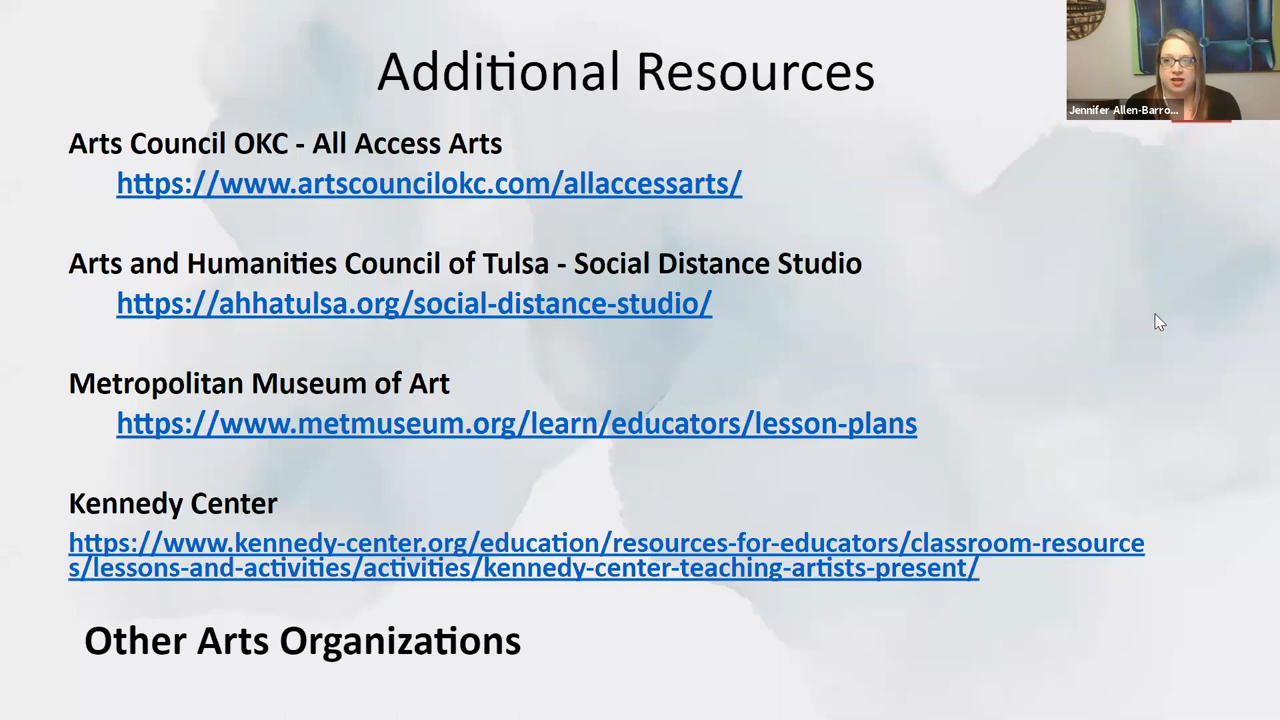 Additional Resources
Jennifer Allen-Barro...
Arts Council OKC - All Access Arts
https://www.artscouncilokc.com/allaccessarts/
Arts and Humanities Council of Tulsa - Social Distance Studio
https://ahhatulsa.org/social-distance-studio/
Metropolitan Museum of Art
https://www.metmuseum.org/learn/educators/lesson-plans
Kennedy Center
https://www.kennedy-center.org/education/resources-for-educators/classroom-resource
s/lessons-and-activities/activities/kennedy-center-teaching-artists-present/
Other Arts Organizations